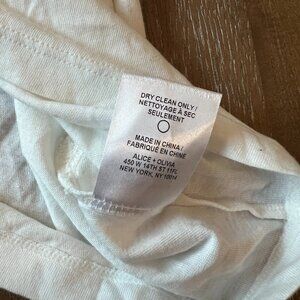 DRY CLEAN ONLY/
NETTOYAGE À SEC
SEULEMENT
MADE IN CHINA/
FABRIQUÉ EN CHINE
ALICE + OLIVIA
450 W 14TH ST 11FL
NEW YORK, NY 10014